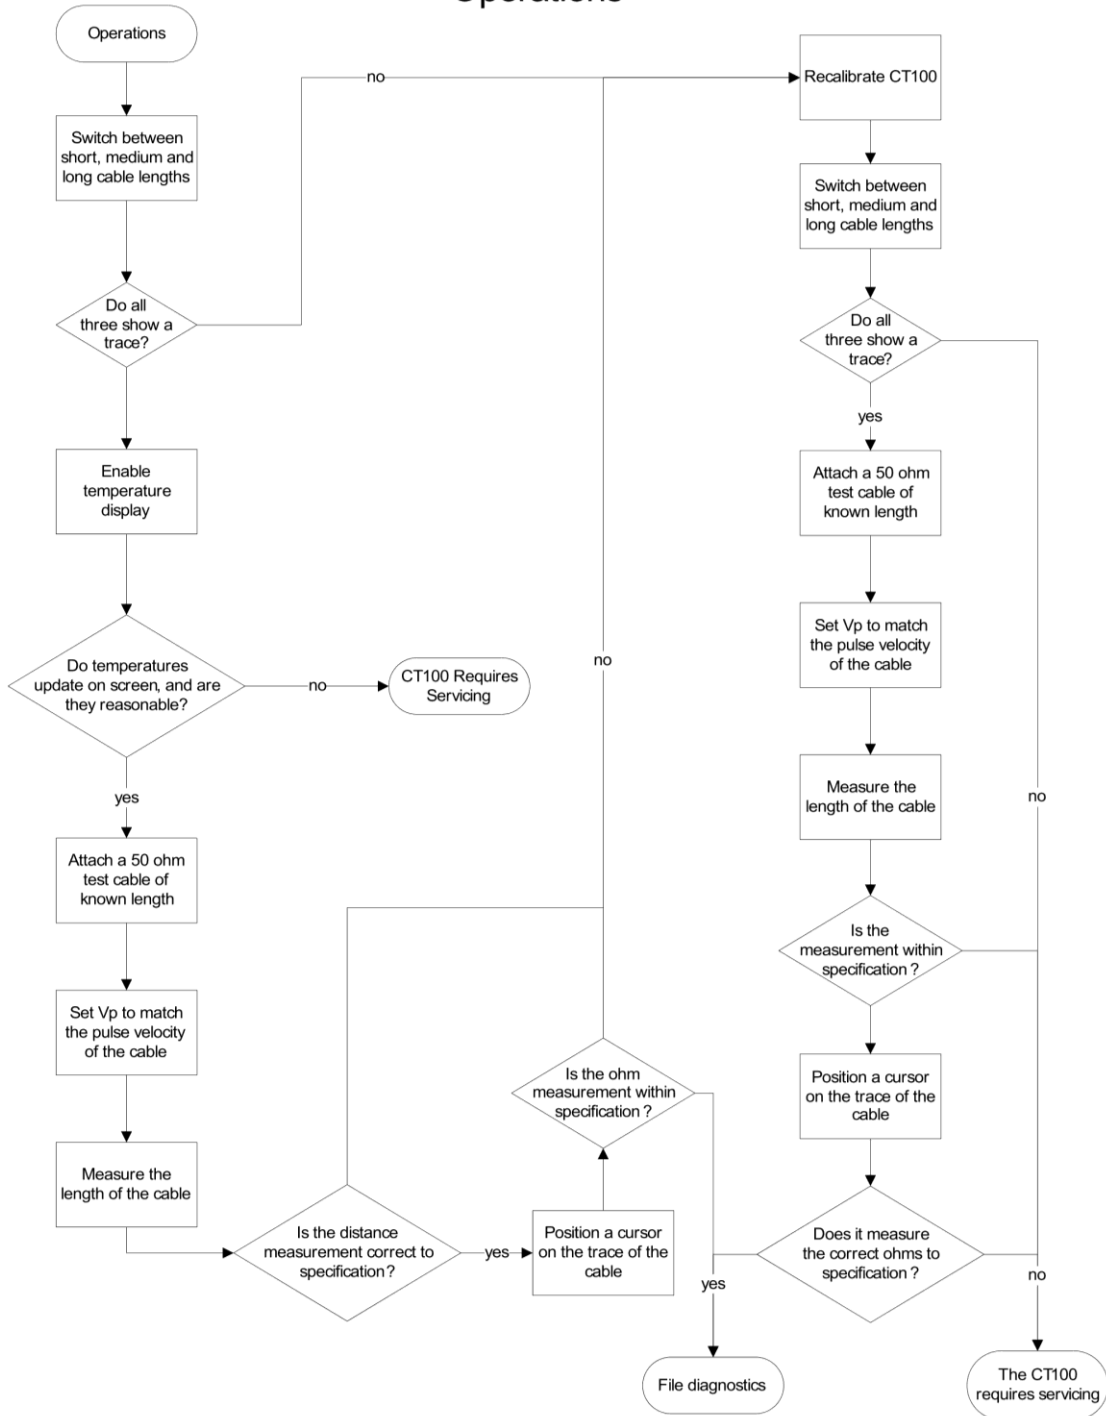 Operations
Operations
Switch between
short, medium and
long cable lengths
Do all
three show a
trace?
no
Enable
temperature
display
Do temperatures
update on screen, and are
they reasonable?
no
CT100 Requires
Servicing
yes
Attach a 50 ohm
test cable of
known length
Set Vp to match
the pulse velocity
of the cable
Measure the
length of the cable
Is the distance
measurement correct to
specification?
yes
Position a cursor
on the trace of the
cable
Is the ohm
measurement within
specification?
no
yes
File diagnostics
Recalibrate CT100
Switch between
short, medium and
long cable lengths
Do all
three show a
trace?
yes
Attach a 50 ohm
test cable of
known length
Set Vp to match
the pulse velocity
of the cable
Measure the
length of the cable
no
Is the
measurement within
specification?
Position a cursor
on the trace of the
cable
Does it measure
the correct ohms to
specification?
no
The CT100
requires servicing